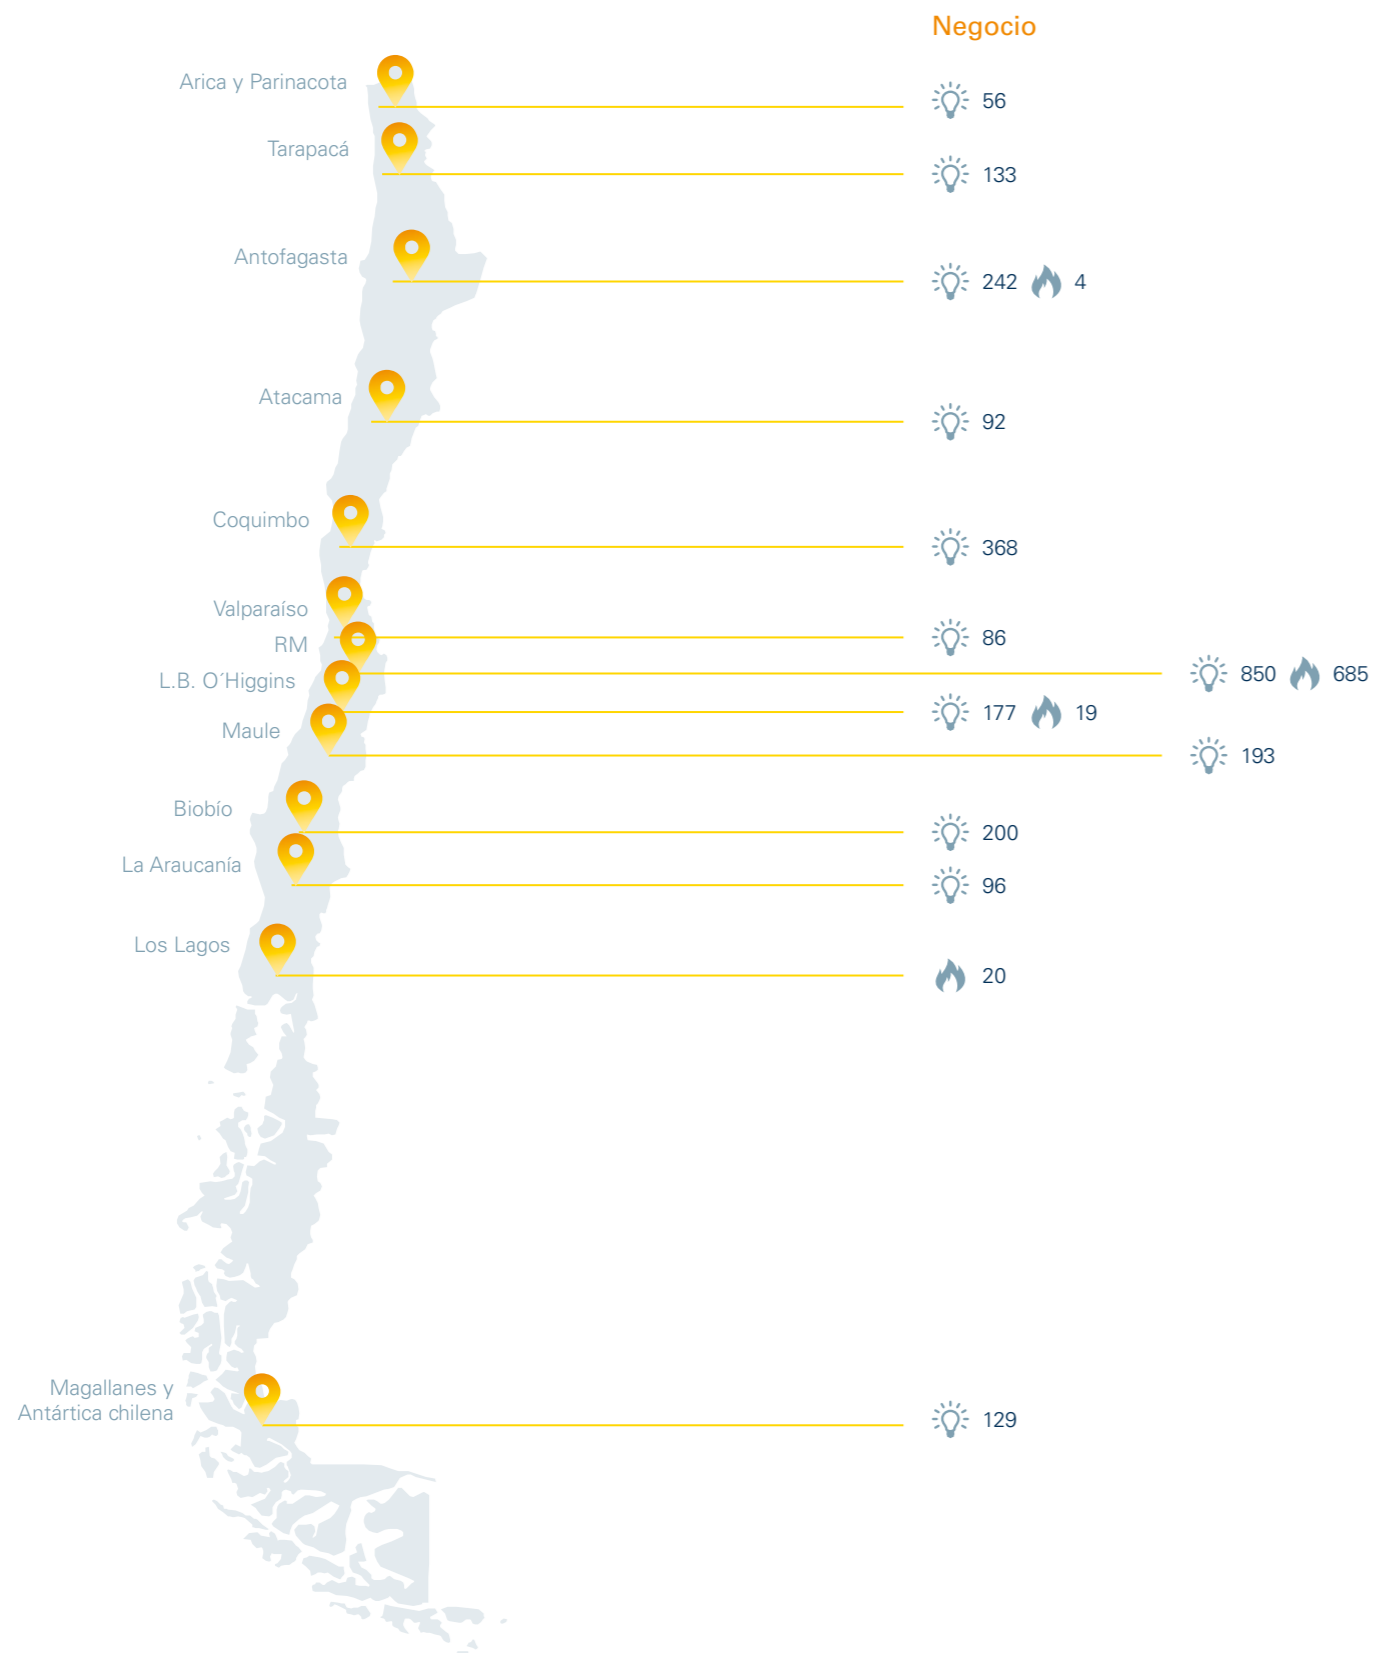 Negocio
Arica y Parinacota
56
Tarapacá
133
Antofagasta
242 4
Atacama
92
Coquimbo
368
Valparaíso
86
RM
850 685
L.B. O´Higgins
177 19
Maule
193
Biobío
200
La Araucanía
96
Los Lagos
20
Magallanes y
Antártica chilena
129